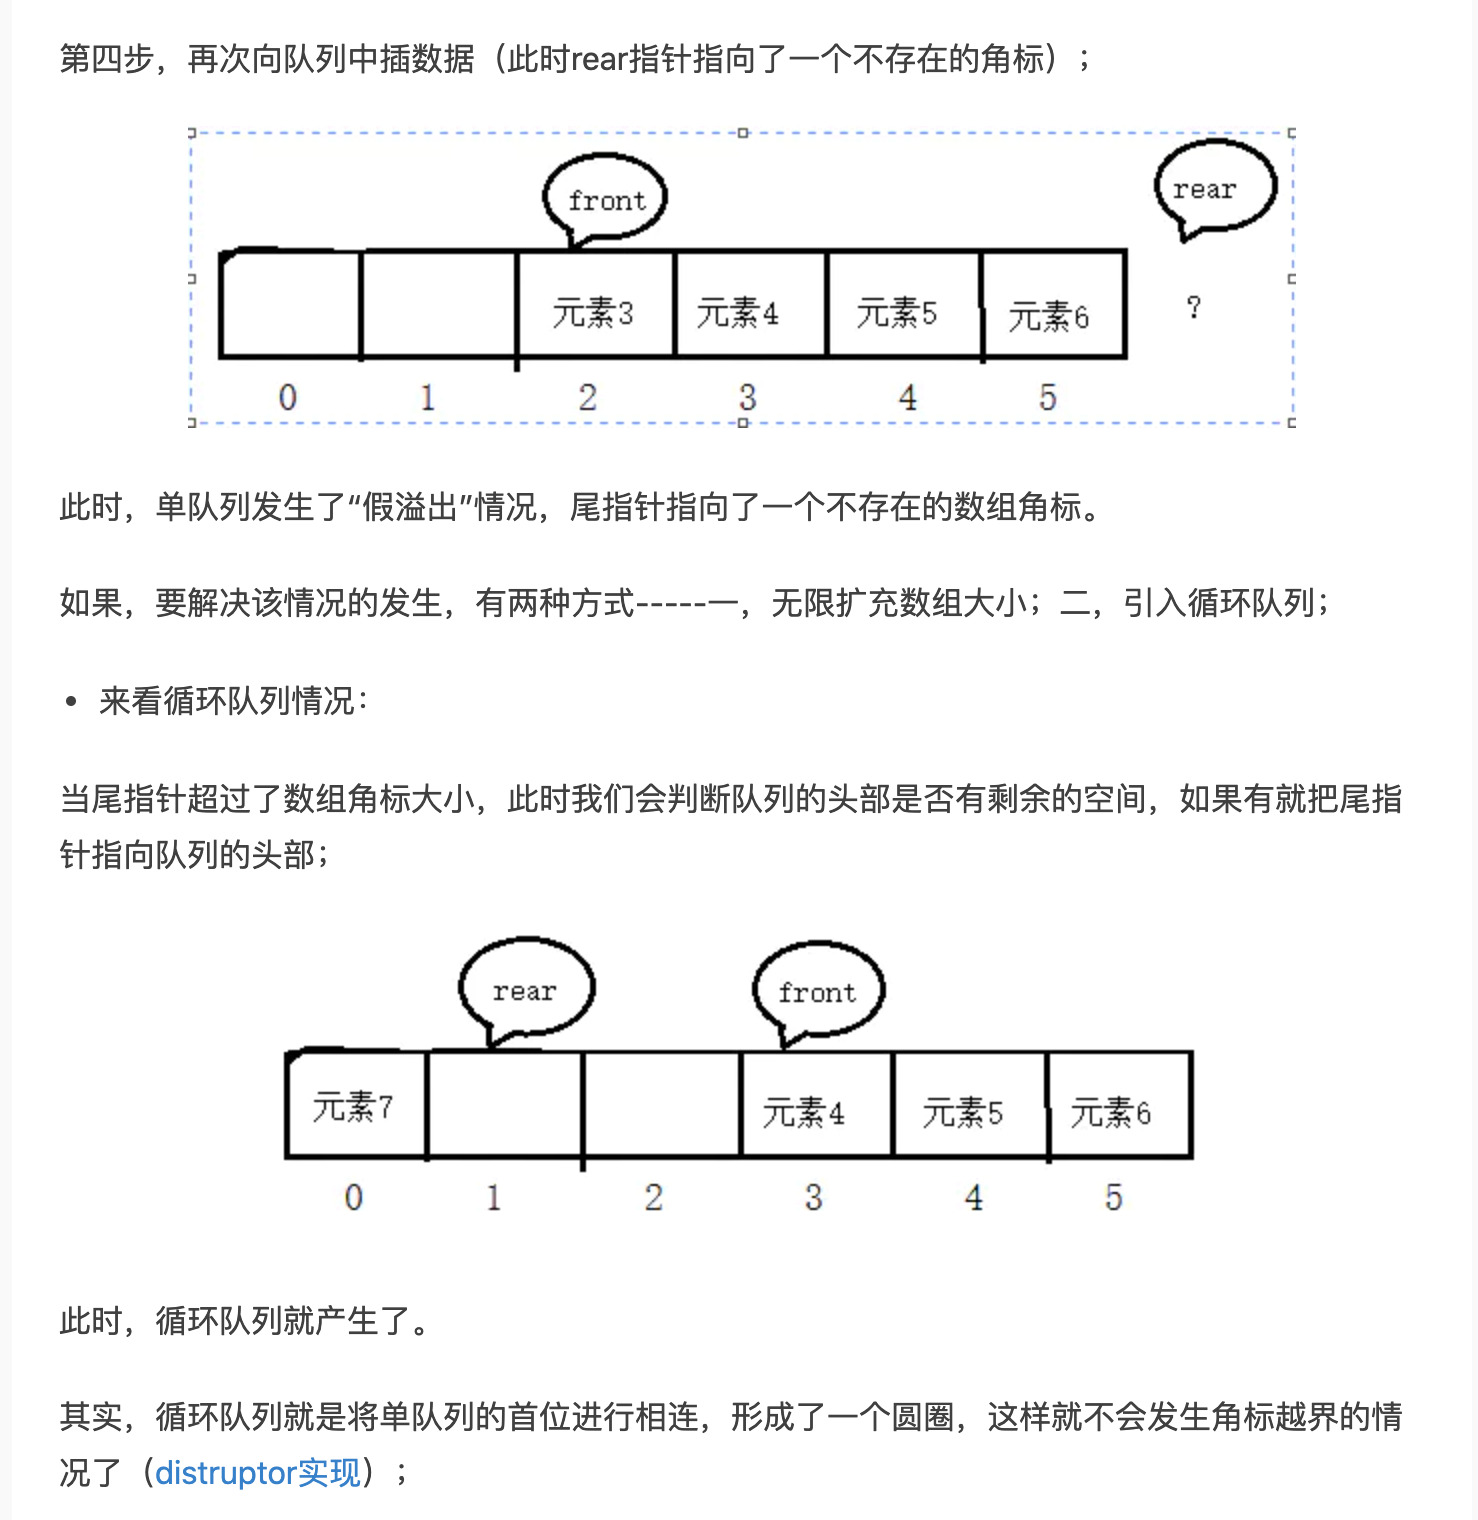 第四步，再次向队列中插数据（此时rear指针指向了一个不存在的角标）；
front
rear
元素3 元素4 元素5 元素6 ?
0 1 2 3 4 5
此时，单队列发生了“假溢出”情况，尾指针指向了一个不存在的数组角标。
如果，要解决该情况的发生，有两种方式-----一，无限扩充数组大小；二，引入循环队列；
• 来看循环队列情况：
当尾指针超过了数组角标大小，此时我们会判断队列的头部是否有剩余的空间，如果有就把尾指
针指向队列的头部；
rear front
元素7 元素4 元素5 元素6
0 1 2 3 4 5
此时，循环队列就产生了。
其实，循环队列就是将单队列的首位进行相连，形成了一个圆圈，这样就不会发生角标越界的情
况了（distruptor实现）；